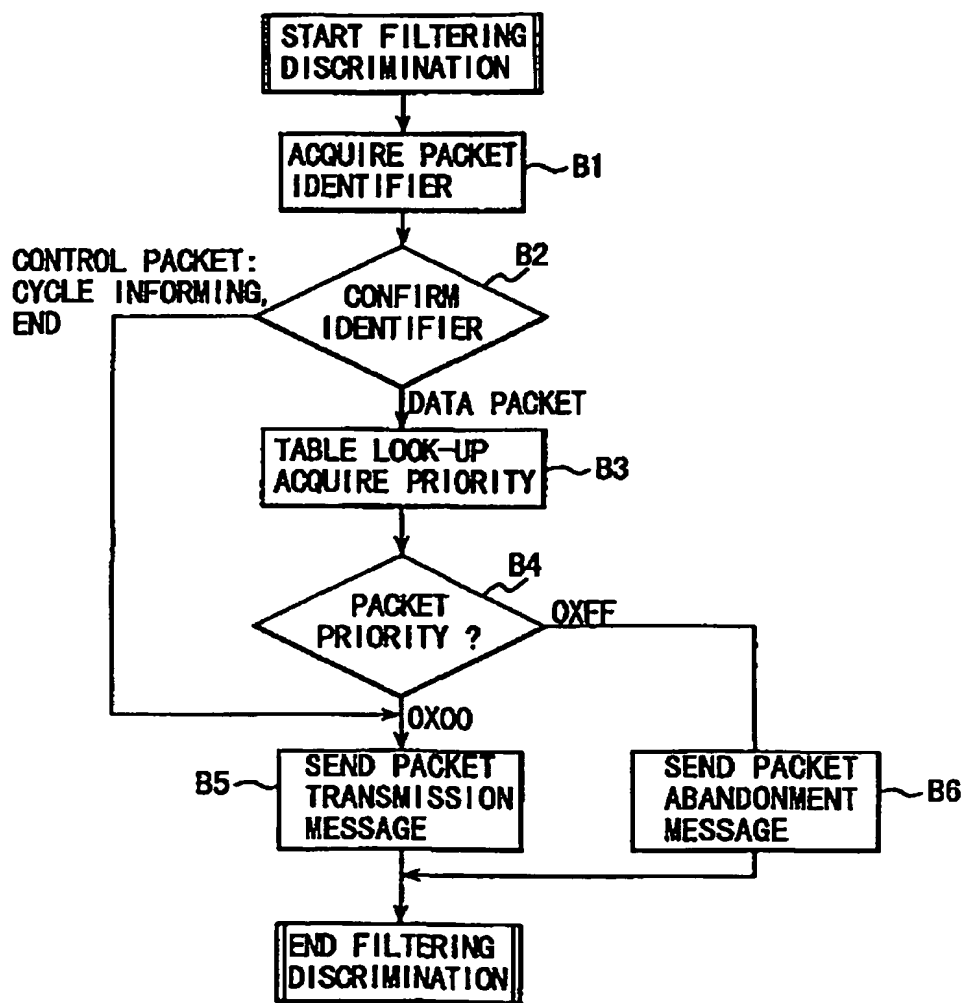 START FILTERING
DISCRIMINATION
ACQUIRE PACKET
IDENTIFIER
B1
CONTROL PACKET:
CYCLE INFORMING,
END
B2
CONFIRM
IDENTIFIER
DATA PACKET
TABLE LOOK-UP
ACQUIRE PRIORITY
B3
B4
PACKET
PRIORITY ?
0XFF
0X00
B5
SEND PACKET
TRANSMISSION
MESSAGE
SEND PACKET
ABANDONMENT
MESSAGE
B6
END FILTERING
DISCRIMINATION